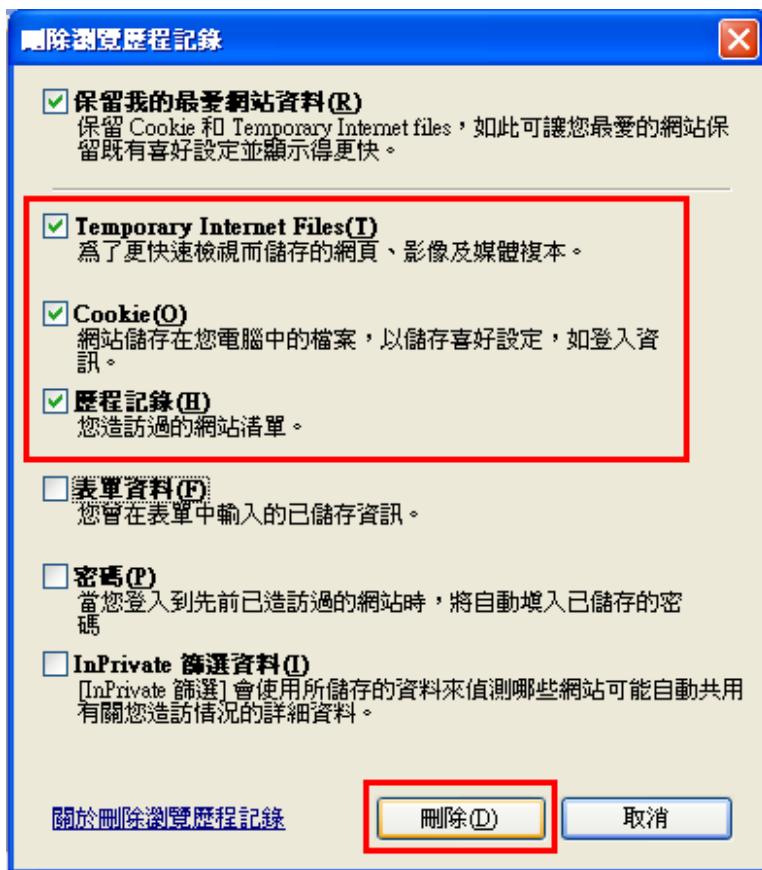 刪除瀏覽歷程記錄
保留我的最愛網站資料(R)
保留 Cookie 和 Temporary Internet files，如此可讓您最愛的網站保
留既有喜好設定並顯示得更快。
Temporary Internet Files(T)
為了更快速檢視而儲存的網頁、影像及媒體複本。
Cookie(O)
網站儲存在您電腦中的檔案，以儲存喜好設定，如登入資
訊。
歷程記錄(H)
您造訪過的網站清單。
表單資料(F)
您曾在表單中輸入的已儲存資訊。
密碼(P)
當您登入到先前已造訪過的網站時，將自動填入已儲存的密
碼
InPrivate 篩選資料(I)
[InPrivate 篩選] 會使用所儲存的資料來偵測哪些網站可能自動共用
有關您造訪情況的詳細資料。
關於刪除瀏覽歷程記錄
刪除(D)
取消